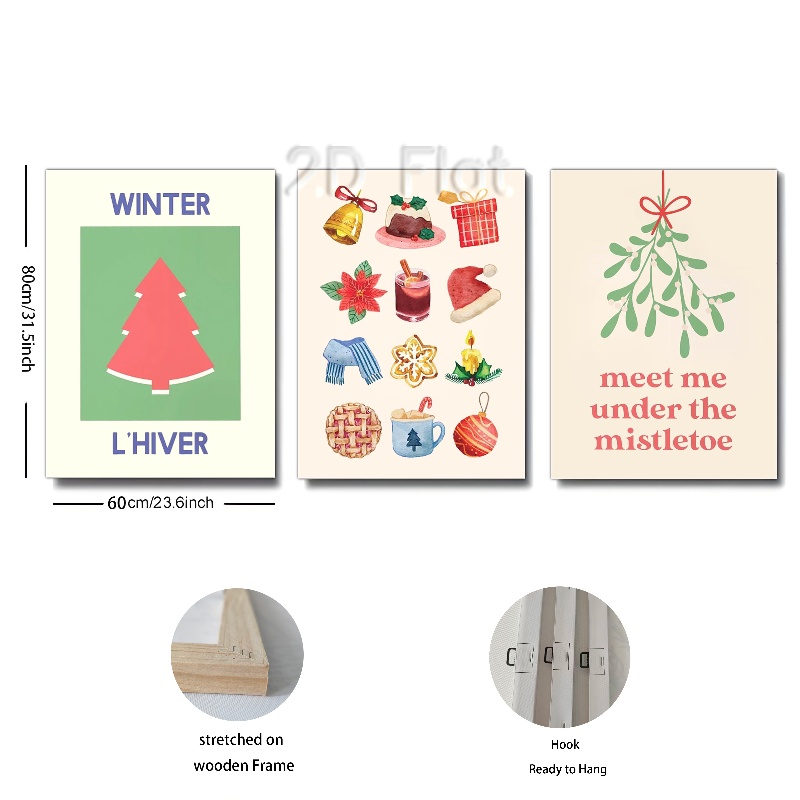 2D Flat
WINTER
L'HIVER
meet me
under the
mistletoe
80cm/31.5inch
60cm/23.6inch
stretched on
wooden Frame
Hook
Ready to Hang